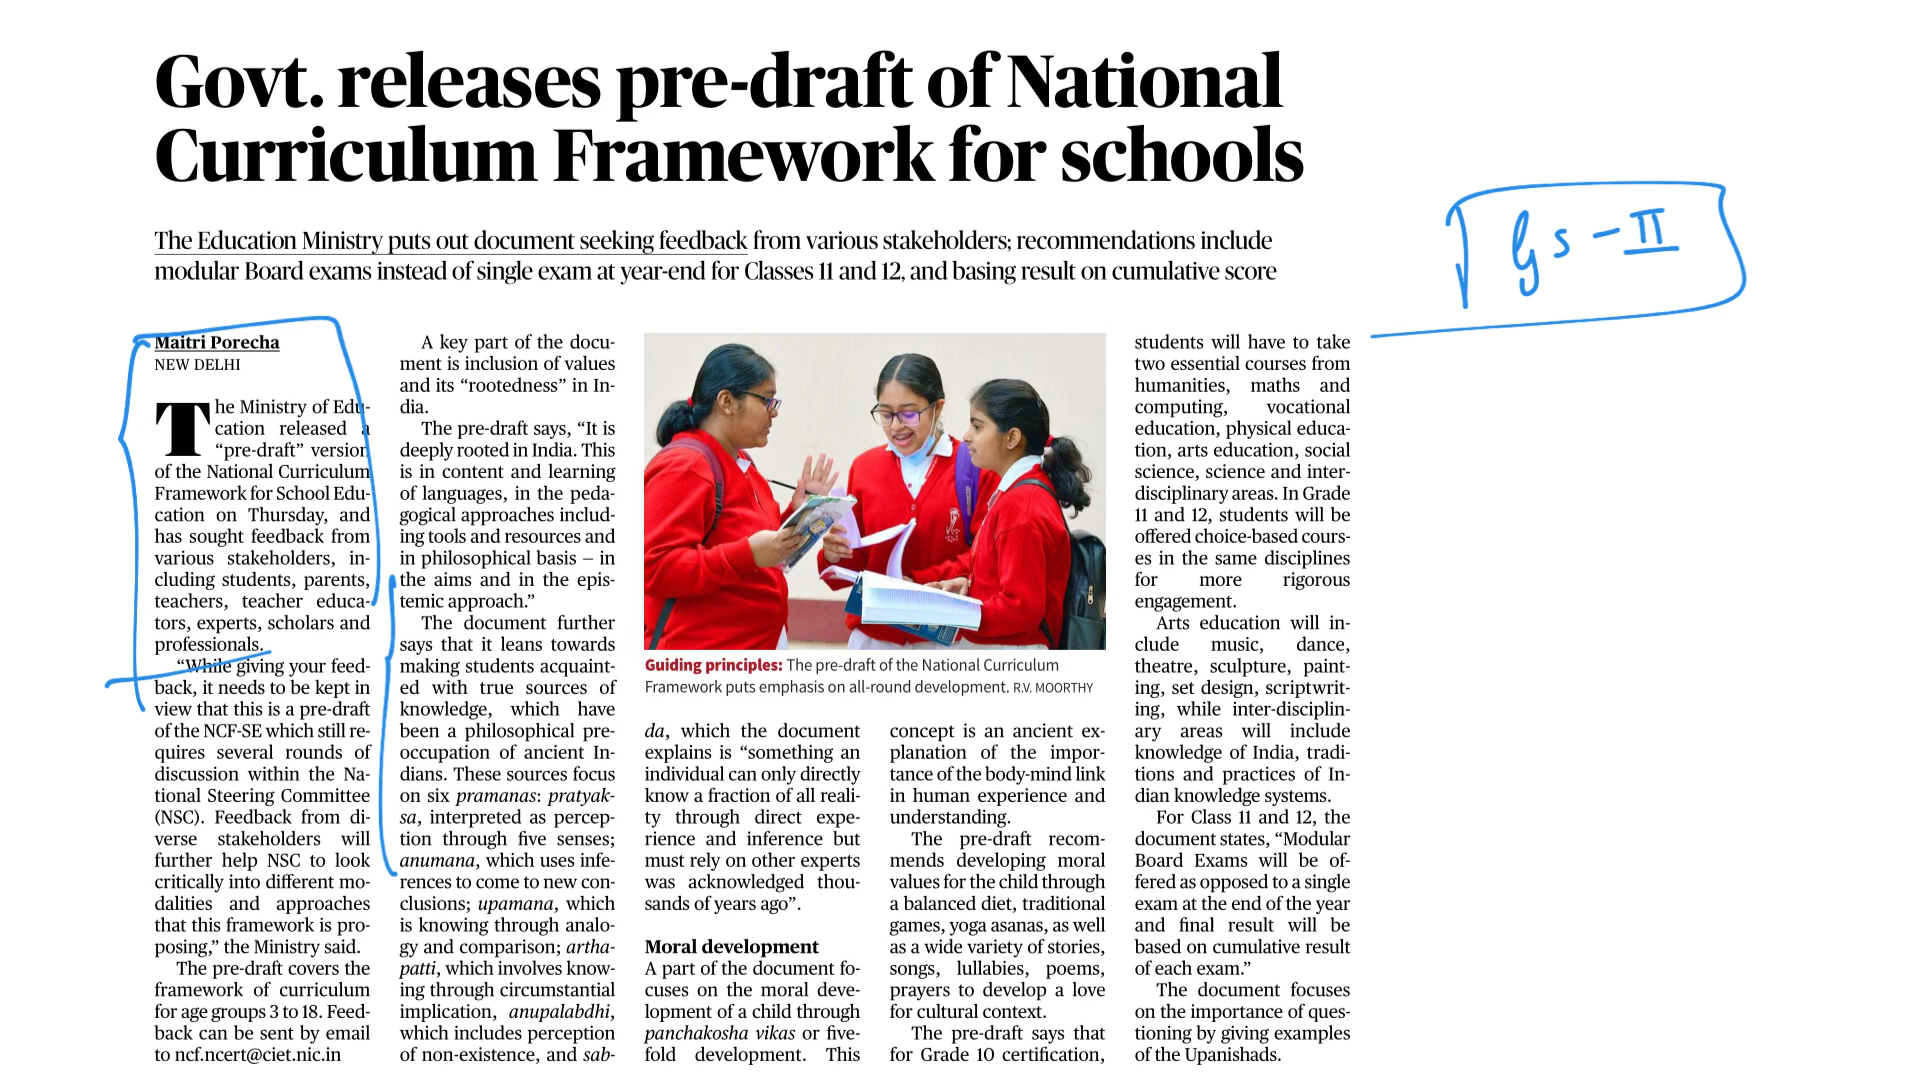 Govt. releases pre-draft of National
Curriculum Framework for schools
The Education Ministry puts out document seeking feedback from various stakeholders; recommendations include
modular Board exams instead of single exam at year-end for Classes 11 and 12, and basing result on cumulative score
GS - II
Maitri Porecha
NEW DELHI
The Ministry of Edu-
cation released a
“pre-draft” version
of the National Curriculum
Framework for School Edu-
cation on Thursday, and
has sought feedback from
various stakeholders, in-
cluding students, parents,
teachers, teacher educa-
tors, experts, scholars and
professionals.
“While giving your feed-
back, it needs to be kept in
view that this is a pre-draft
of the NCF-SE which still re-
quires several rounds of
discussion within the Na-
tional Steering Committee
(NSC). Feedback from di-
verse stakeholders will
further help NSC to look
critically into different mo-
dalities and approaches
that this framework is pro-
posing,” the Ministry said.
The pre-draft covers the
framework of curriculum
for age groups 3 to 18. Feed-
back can be sent by email
to ncf.ncert@ciet.nic.in
A key part of the docu-
ment is inclusion of values
and its “rootedness” in In-
dia.
The pre-draft says, “It is
deeply rooted in India. This
is in content and learning
of languages, in the peda-
gogical approaches includ-
ing tools and resources and
in philosophical basis – in
the aims and in the epis-
temic approach.”
The document further
says that it leans towards
making students acquaint-
ed with true sources of
knowledge, which have
been a philosophical pre-
occupation of ancient In-
dians. These sources focus
on six pramanas: pratyak-
sa, interpreted as percep-
tion through five senses;
anumana, which uses infe-
rences to come to new con-
clusions; upamana, which
is knowing through analo-
gy and comparison; artha-
patti, which involves know-
ing through circumstantial
implication, anupalabdhi,
which includes perception
of non-existence, and sab-
Guiding principles: The pre-draft of the National Curriculum
Framework puts emphasis on all-round development. R.V. MOORTHY
da, which the document
explains is “something an
individual can only directly
know a fraction of all reali-
ty through direct expe-
rience and inference but
must rely on other experts
was acknowledged thou-
sands of years ago”.
Moral development
A part of the document fo-
cuses on the moral deve-
lopment of a child through
panchakosha vikas or five-
fold development. This
concept is an ancient ex-
planation of the impor-
tance of the body-mind link
in human experience and
understanding.
The pre-draft recom-
mends developing moral
values for the child through
a balanced diet, traditional
games, yoga asanas, as well
as a wide variety of stories,
songs, lullabies, poems,
prayers to develop a love
for cultural context.
The pre-draft says that
for Grade 10 certification,
students will have to take
two essential courses from
humanities, maths and
computing, vocational
education, physical educa-
tion, arts education, social
science, science and inter-
disciplinary areas. In Grade
11 and 12, students will be
offered choice-based cours-
es in the same disciplines
for more rigorous
engagement.
Arts education will in-
clude music, dance,
theatre, sculpture, paint-
ing, set design, scriptwrit-
ing, while inter-disciplin-
ary areas will include
knowledge of India, tradi-
tions and practices of In-
dian knowledge systems.
For Class 11 and 12, the
document states, “Modular
Board Exams will be of-
fered as opposed to a single
exam at the end of the year
and final result will be
based on cumulative result
of each exam.”
The document focuses
on the importance of ques-
tioning by giving examples
of the Upanishads.